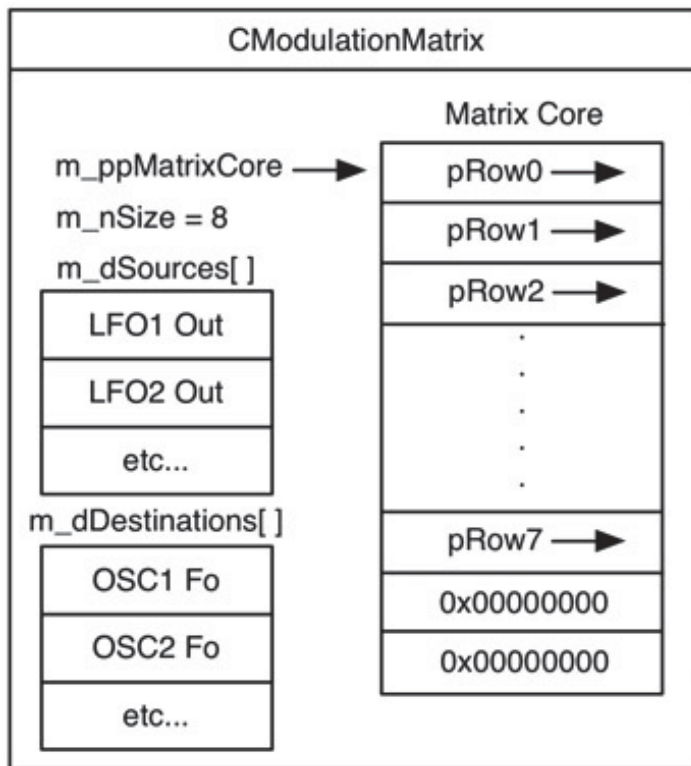 CModulationMatrix
m_ppMatrixCore
m_nSize = 8
m_dSources[ ]
LFO1 Out
LFO2 Out
etc...
m_dDestinations[ ]
OSC1 Fo
OSC2 Fo
etc...
Matrix Core
pRow0
pRow1
pRow2
.
.
.
.
.
pRow7
0x00000000
0x00000000